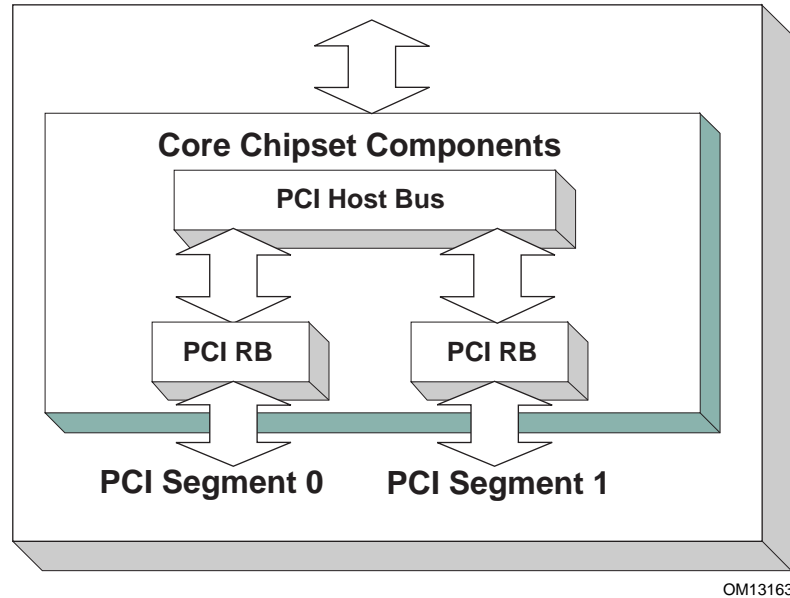 Core Chipset Components
PCI Host Bus
PCI RB PCI RB
PCI Segment 0 PCI Segment 1
OM13163